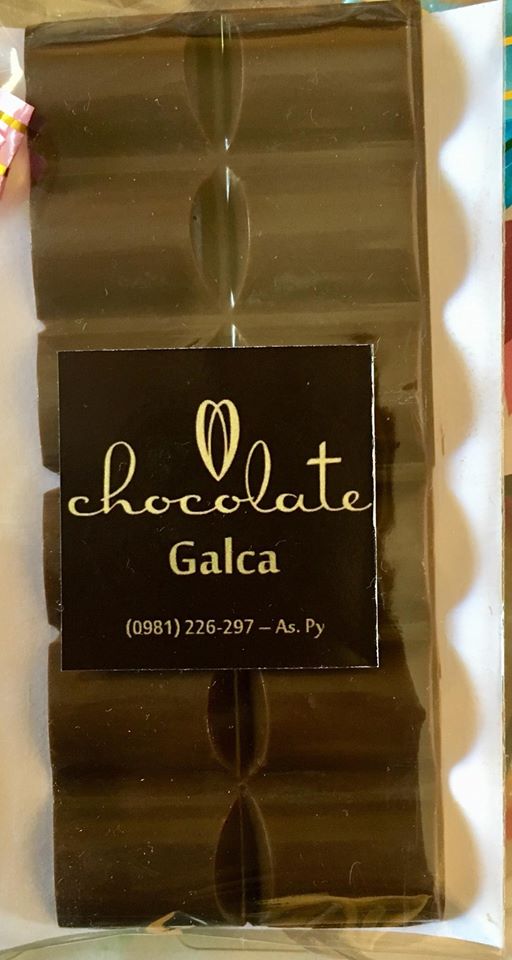 chocolate
Galca
(0981) 226-297 – As. Py